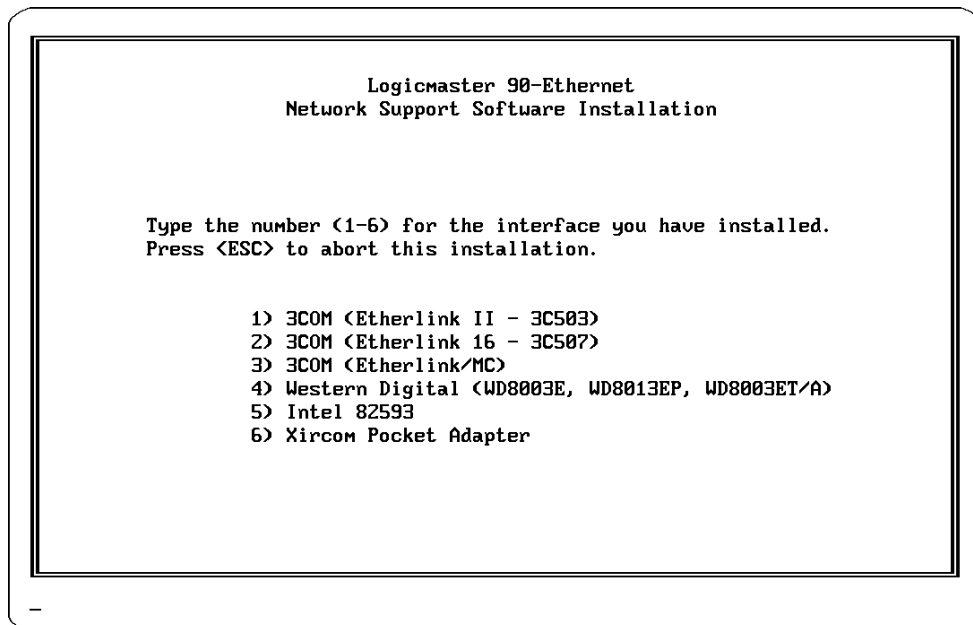 Logicmaster 90-Ethernet
Network Support Software Installation
Type the number (1-6) for the interface you have installed.
Press <ESC> to abort this installation.
1) 3COM (Etherlink II - 3C503)
2) 3COM (Etherlink 16 - 3C507)
3) 3COM (Etherlink/MC)
4) Western Digital (WD8003E, WD8013EP, WD8003ET/A)
5) Intel 82593
6) Xircom Pocket Adapter
_